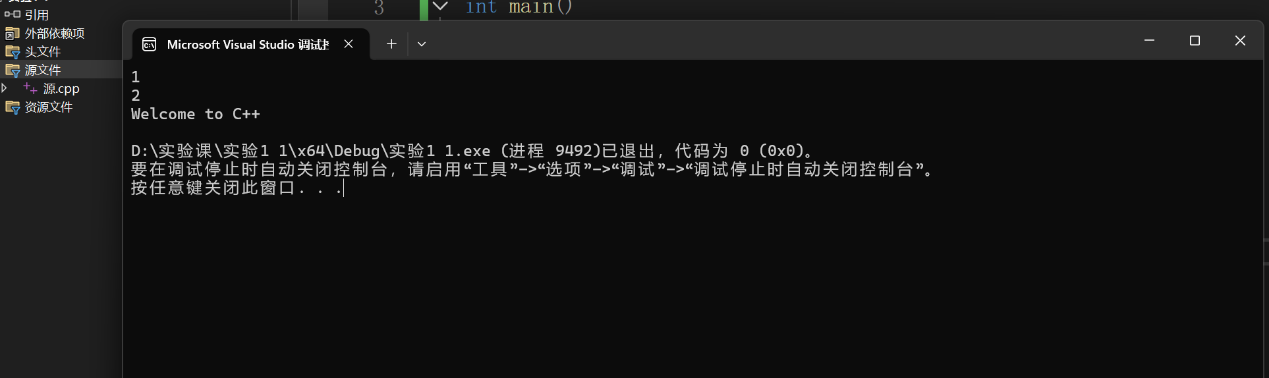 引用
外部依赖项
头文件
源文件
源.cpp
资源文件
3 int main()
Microsoft Visual Studio 调试
1
2
Welcome to C++
D:\实验课\实验1 1\x64\Debug\实验1 1.exe (进程 9492)已退出，代码为 0 (0x0)。
要在调试停止时自动关闭控制台，请启用“工具”->“选项”->“调试”->“调试停止时自动关闭控制台”。
按任意键关闭此窗口. . .